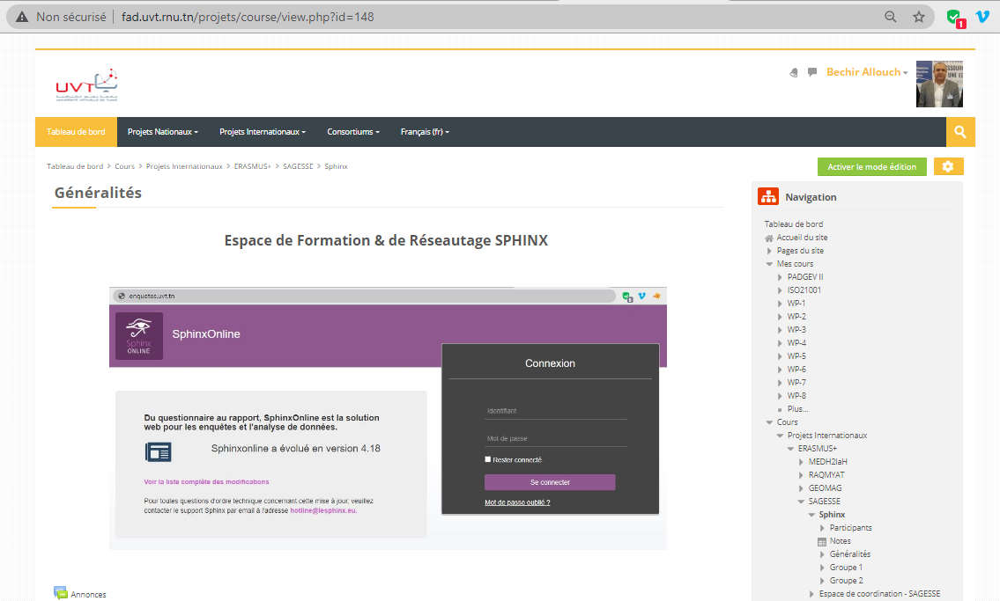 Non sécurisé | fad.uvt.rnu.tn/projets/course/view.php?id=148
1
UVT
UNIVERSITÉ VIRTUELLE DE TUNIS
Bechir Allouch
Tableau de bord Projets Nationaux Projets Internationaux Consortiums Français (fr)
Tableau de bord > Cours > Projets Internationaux > ERASMUS+ > SAGESSE > Sphinx
Activer le mode édition
Généralités
Espace de Formation & de Réseautage SPHINX
enquetes.uvt.tn
Sphinx
ONLINE
SphinxOnline
Du questionnaire au rapport, SphinxOnline est la solution
web pour les enquêtes et l'analyse de données.
Sphinxonline a évolué en version 4.18
Voir la liste complète des modifications
Pour toutes questions d'ordre technique concernant cette mise à jour, veuillez
contacter le support Sphinx par email à l'adresse hotline@lesphinx.eu.
Connexion
Identifiant
Mot de passe
Rester connecté
Se connecter
Mot de passe oublié ?
Annonces
Navigation
Tableau de bord
Accueil du site
Pages du site
Mes cours
PADGEV II
ISO21001
WP-1
WP-2
WP-3
WP-4
WP-5
WP-6
WP-7
WP-8
Plus...
Cours
Projets Internationaux
ERASMUS+
MEDH2IaH
RAQMYAT
GEOMAG
SAGESSE
Sphinx
Participants
Notes
Généralités
Groupe 1
Groupe 2
Espace de coordination - SAGESSE